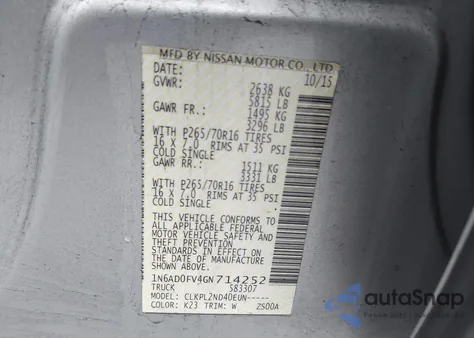 MFD BY NISSAN MOTOR CO., LTD.
DATE: 10/15
GVWR: 2638 KG
5815 LB
GAWR FR.: 1495 KG
3296 LB
WITH P265/70R16 TIRES
16 X 7.0 RIMS AT 35 PSI
COLD SINGLE
GAWR RR.: 1511 KG
3331 LB
WITH P265/70R16 TIRES
16 X 7.0 RIMS AT 35 PSI
COLD SINGLE
THIS VEHICLE CONFORMS TO
ALL APPLICABLE FEDERAL
MOTOR VEHICLE SAFETY AND
THEFT PREVENTION STANDARDS
IN EFFECT ON THE DATE OF
MFR SHOWN ABOVE.
1N6AD0FV4GN714252
TRUCK 583307
MODEL: CLKPL2ND40EUN-----
COLOR: K23 TRIM: W ZS00A
autoSnap